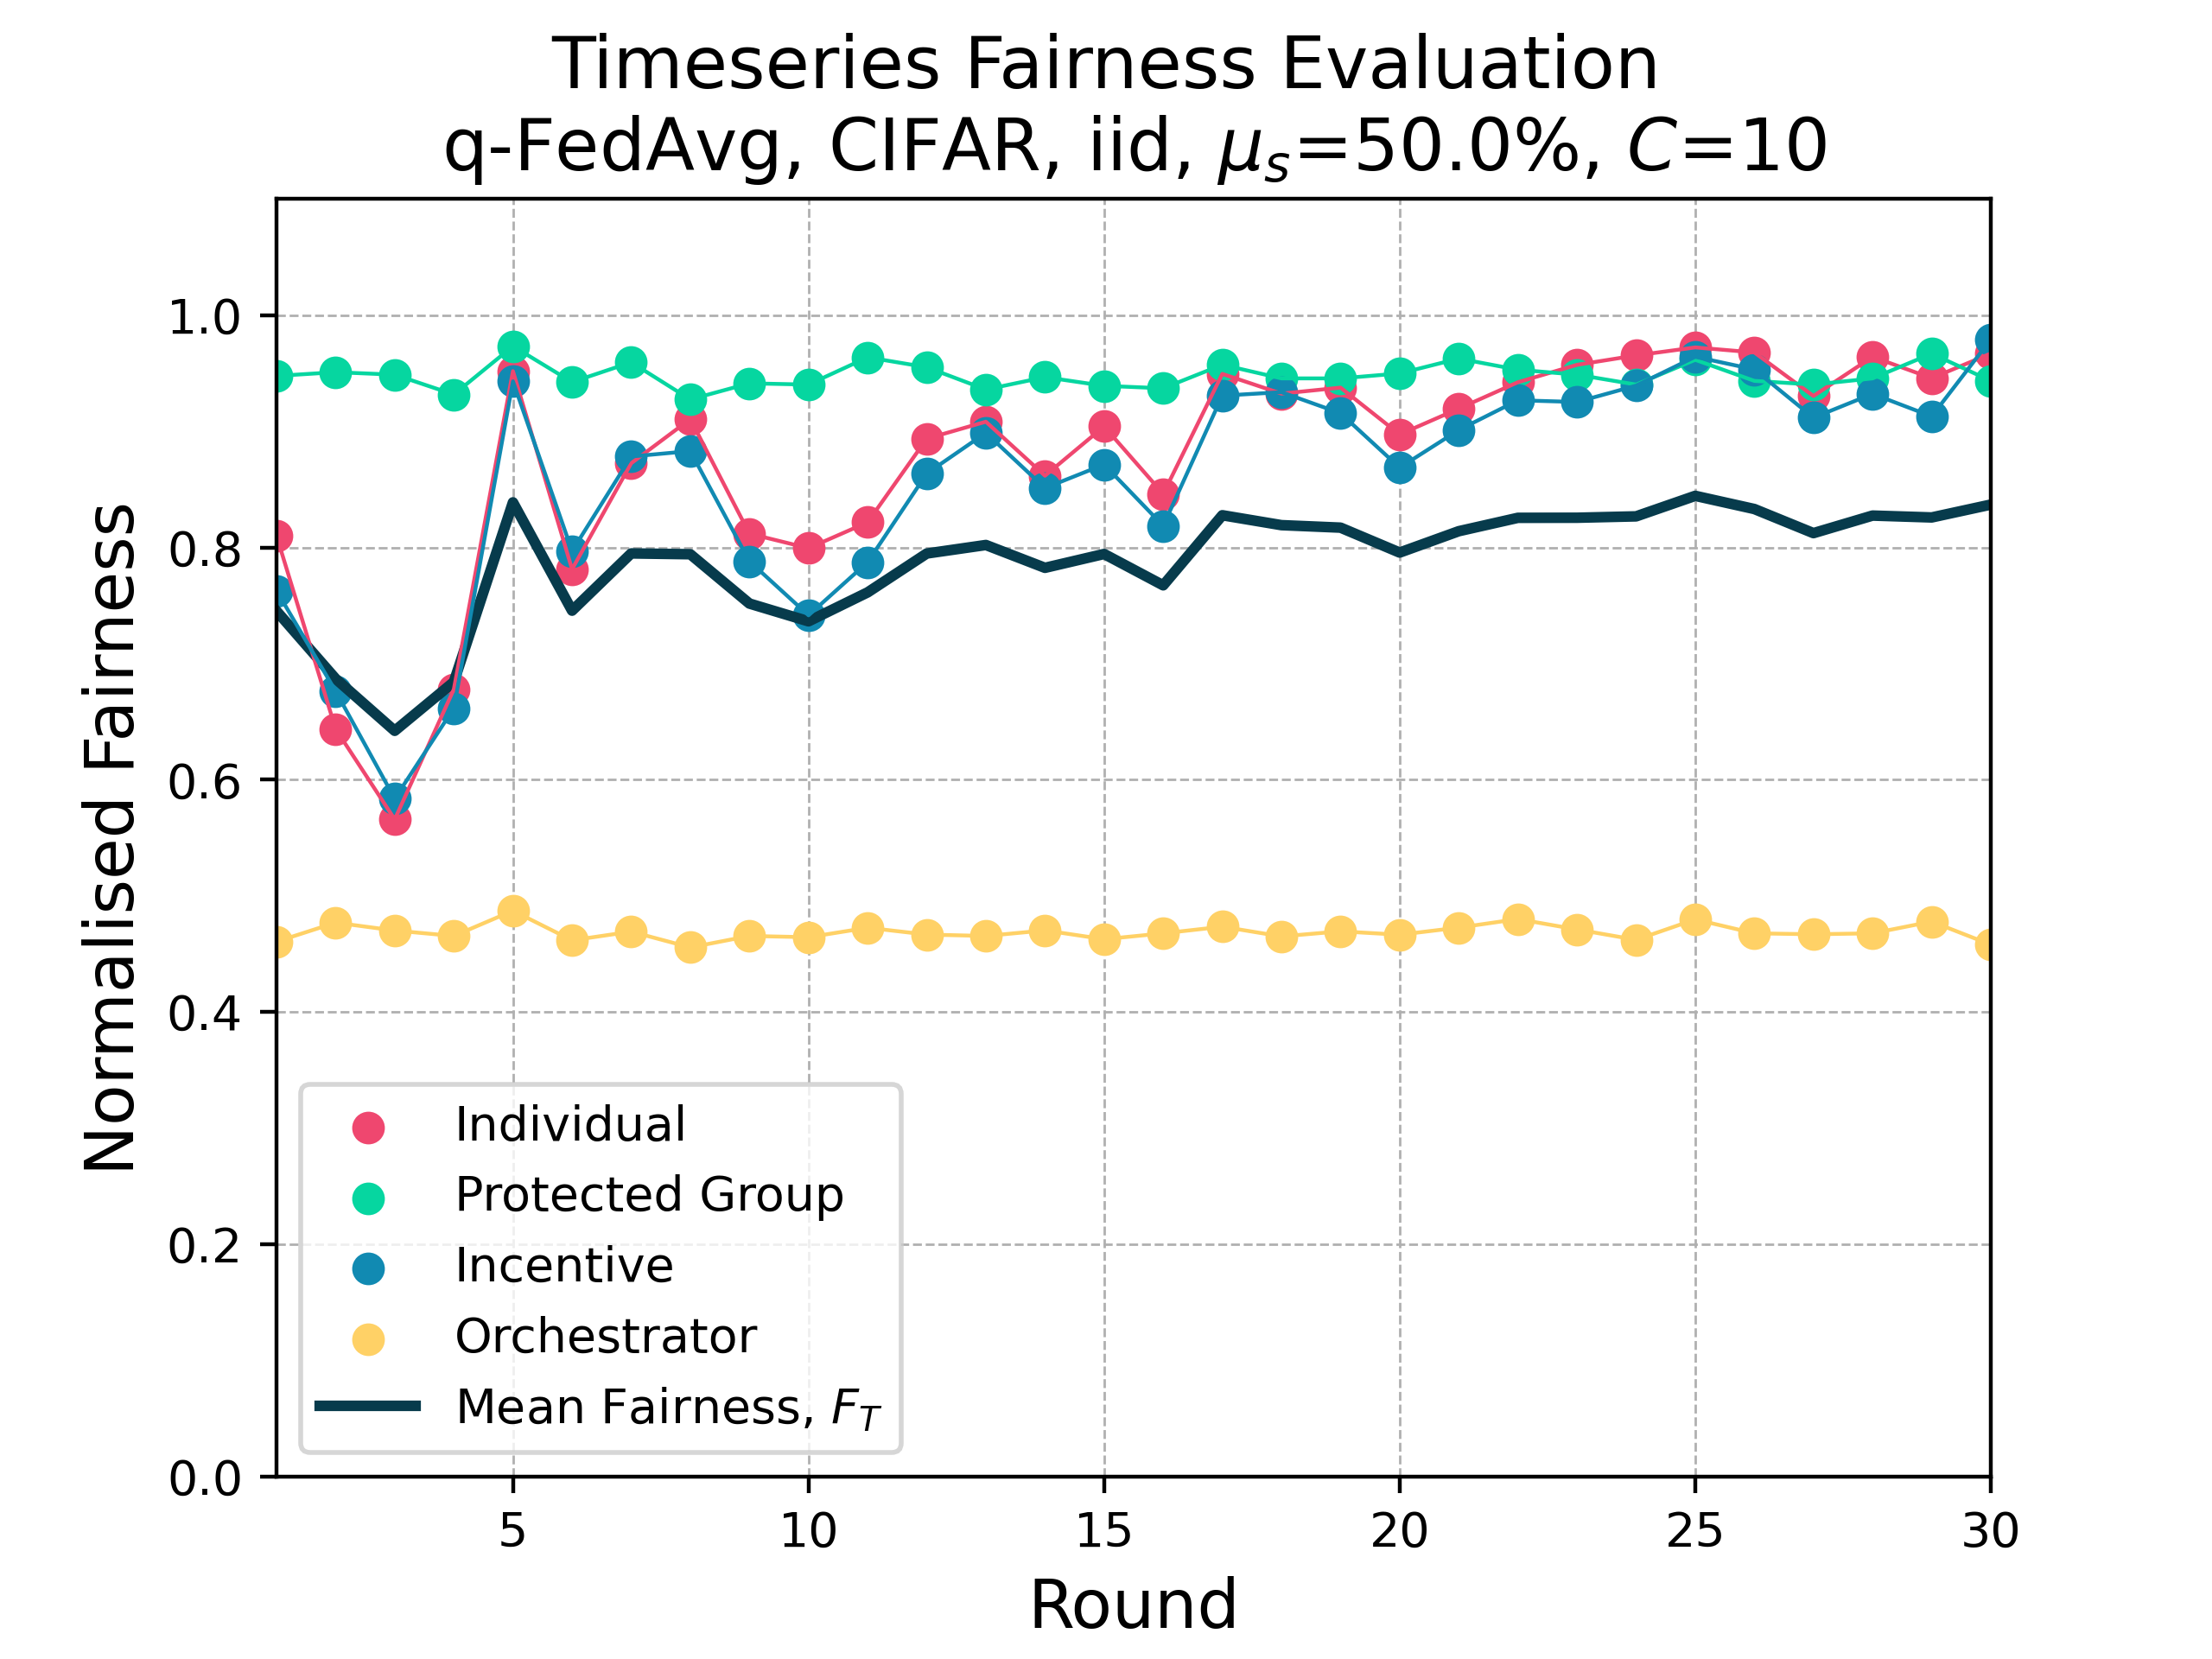 Timeseries Fairness Evaluation
q-FedAvg, CIFAR, iid, μₛ=50.0%, C=10
Normalised Fairness
1.0
0.8
0.6
0.4
0.2
0.0
Individual
Protected Group
Incentive
Orchestrator
Mean Fairness, F_T
5 10 15 20 25 30
Round